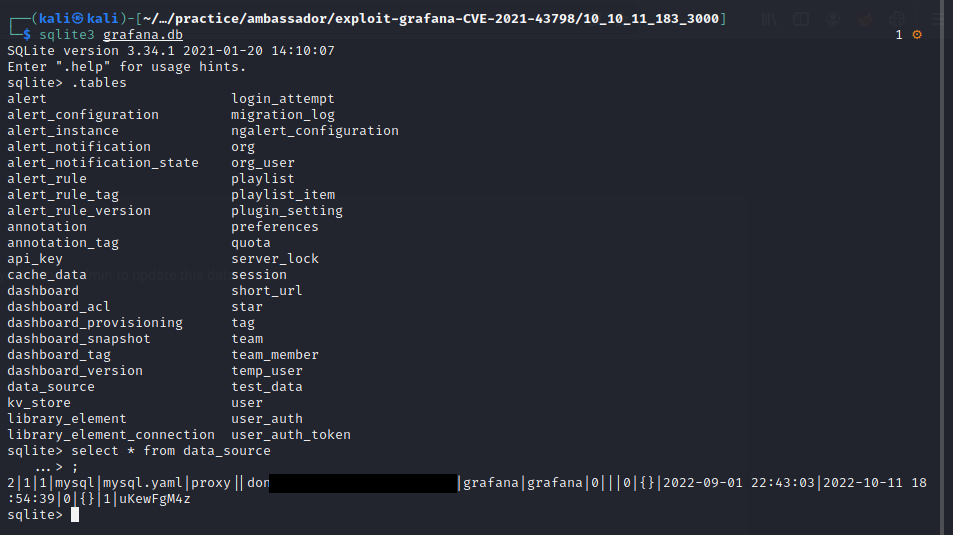 ┌──(kali㉿kali)-[~/…/practice/ambassador/exploit-grafana-CVE-2021-43798/10_10_11_183_3000]
└─$ sqlite3 grafana.db 1 ⚙
SQLite version 3.34.1 2021-01-20 14:10:07
Enter ".help" for usage hints.
sqlite> .tables
alert login_attempt
alert_configuration migration_log
alert_instance ngalert_configuration
alert_notification org
alert_notification_state org_user
alert_rule playlist
alert_rule_tag playlist_item
alert_rule_version plugin_setting
annotation preferences
annotation_tag quota
api_key server_lock
cache_data session
dashboard short_url
dashboard_acl star
dashboard_provisioning tag
dashboard_snapshot team
dashboard_tag team_member
dashboard_version temp_user
data_source test_data
kv_store user
library_element user_auth
library_element_connection user_auth_token
sqlite> select * from data_source
...> ;
2|1|1|mysql|mysql.yaml|proxy||don |grafana|grafana|0|||0|{}|2022-09-01 22:43:03|2022-10-11 18
:54:39|0|{}|1|uKewFgM4z
sqlite>